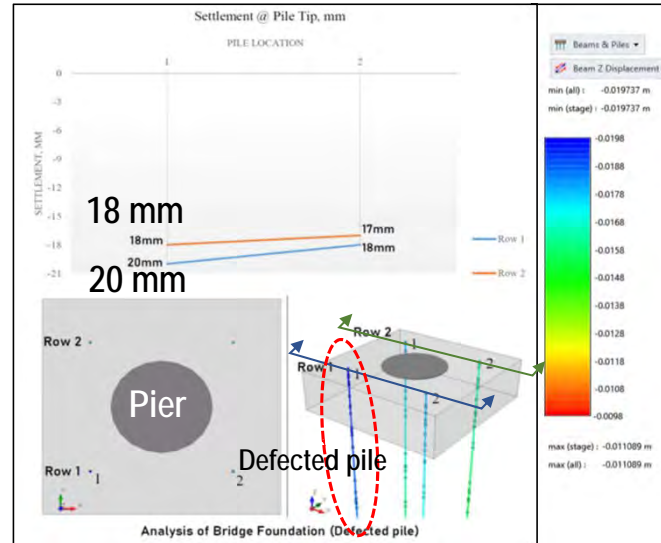 Settlement @ Pile Tip, mm
PILE LOCATION
1 2
0
-3
-6
-9
-12
-15
-18
-21
SETTLEMENT, MM
18 mm
18mm
17mm
20mm
18mm
20 mm
Row 1
Row 2
Row 2
Pier
Row 1
1
2
Row 2
1
2
Row 1
1
2
Defected pile
Analysis of Bridge Foundation (Defected pile)
Beams & Piles
Beam Z Displacement
min (all) : -0.019737 m
min (stage) : -0.019737 m
-0.0198
-0.0188
-0.0178
-0.0168
-0.0158
-0.0148
-0.0138
-0.0128
-0.0118
-0.0108
-0.0098
max (stage) : -0.011089 m
max (all) : -0.011089 m